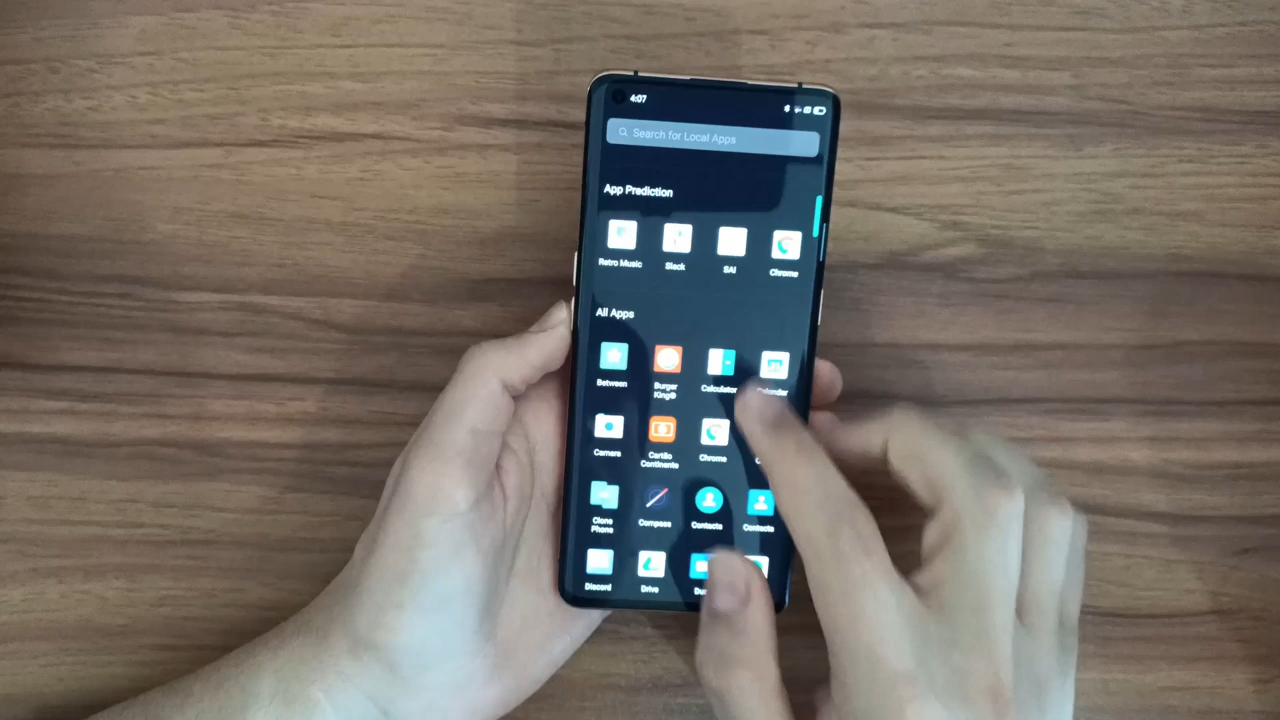 4:07
Search for Local Apps
App Prediction
Retro Music Slack SAI Chrome
All Apps
Between Burger King® Calculator Calendar
Camera Cartão Continente Chrome
Clone Phone Compass Contacts Contacts
Discord Drive